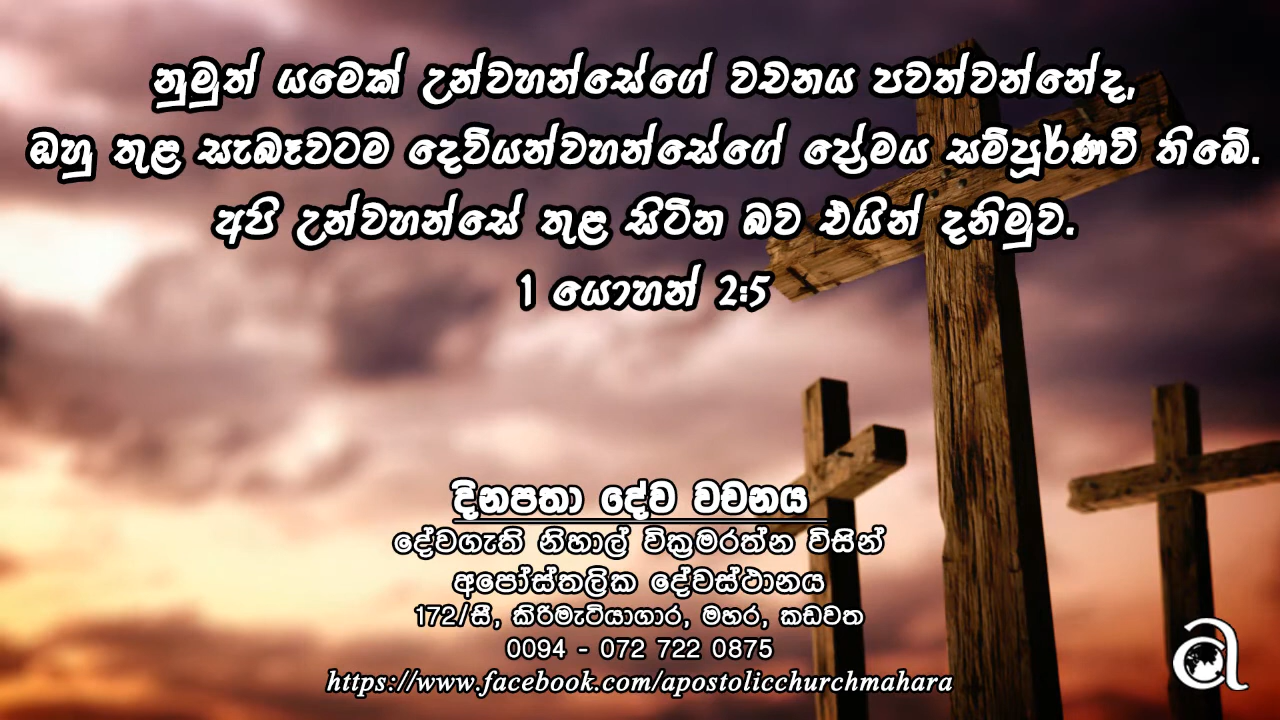 නුමුත් යමෙක් උන්වහන්සේගේ වචනය පවත්වන්නේද,
ඔහු තුළ සැබෑවටම දෙවියන්වහන්සේගේ ප්‍රේමය සම්පූර්ණවී තිබේ.
අපි උන්වහන්සේ තුළ සිටින බව එයින් දනිමුව.
1 යොහන් 2:5
දිනපතා දේව වචනය
දේවගැති නිහාල් වික්‍රමරත්න විසින්
අපෝස්තලික දේවස්ථානය
172/සී, කිරිමැටියාගාර, මහර, කඩවත
0094 - 072 722 0875
https://www.facebook.com/apostolicchurchmahara
a